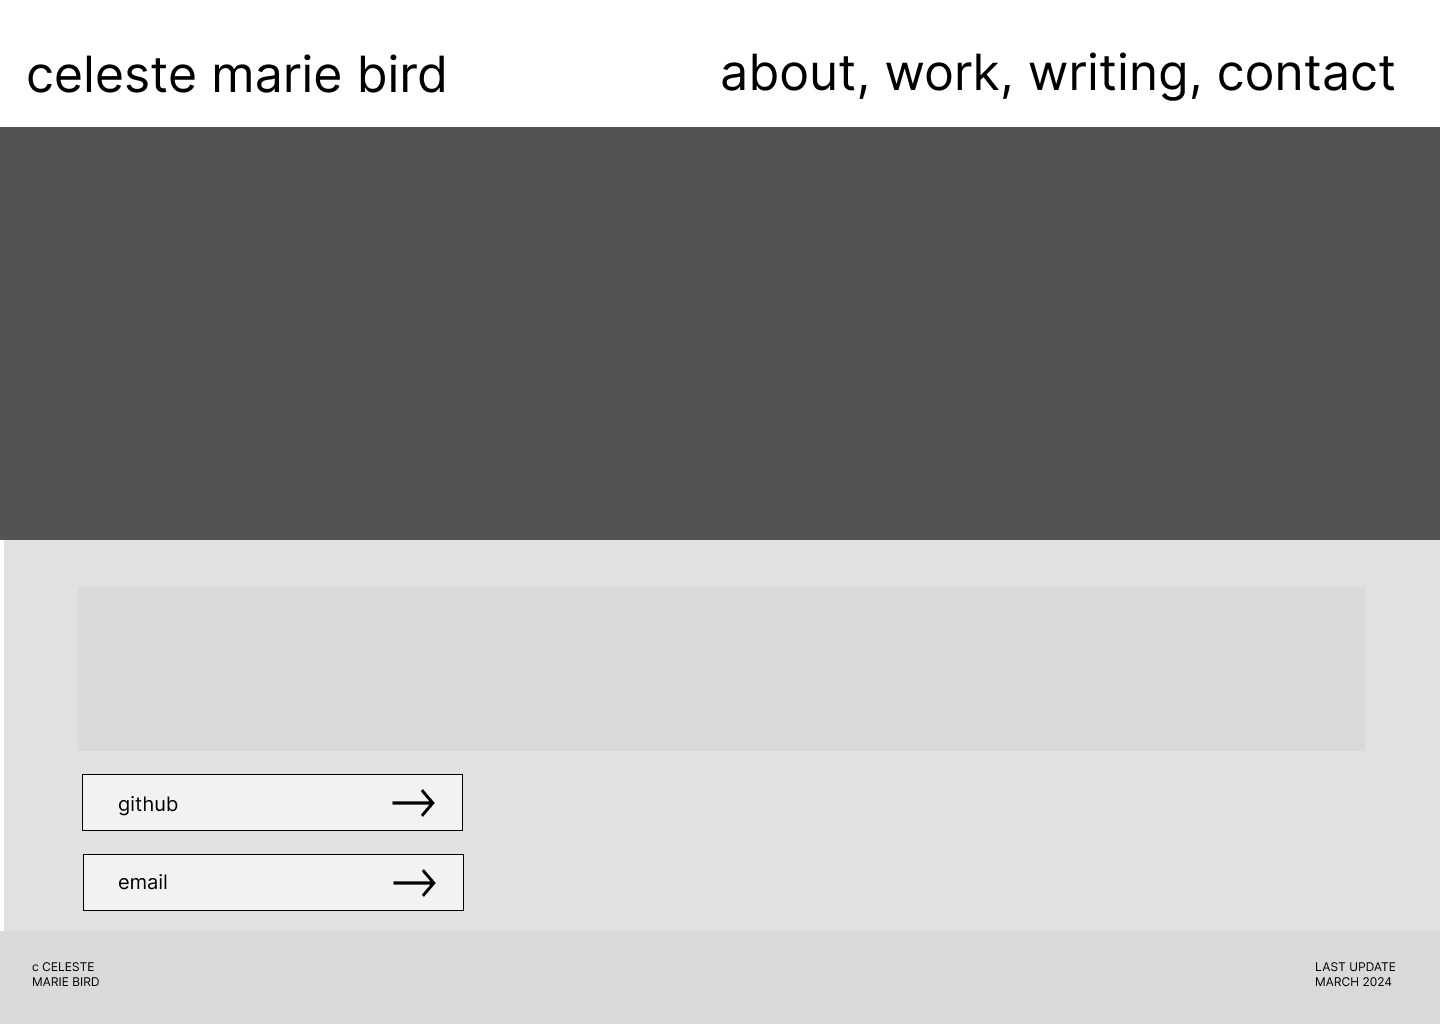 celeste marie bird
about, work, writing, contact
github
email
c CELESTE
MARIE BIRD
LAST UPDATE
MARCH 2024